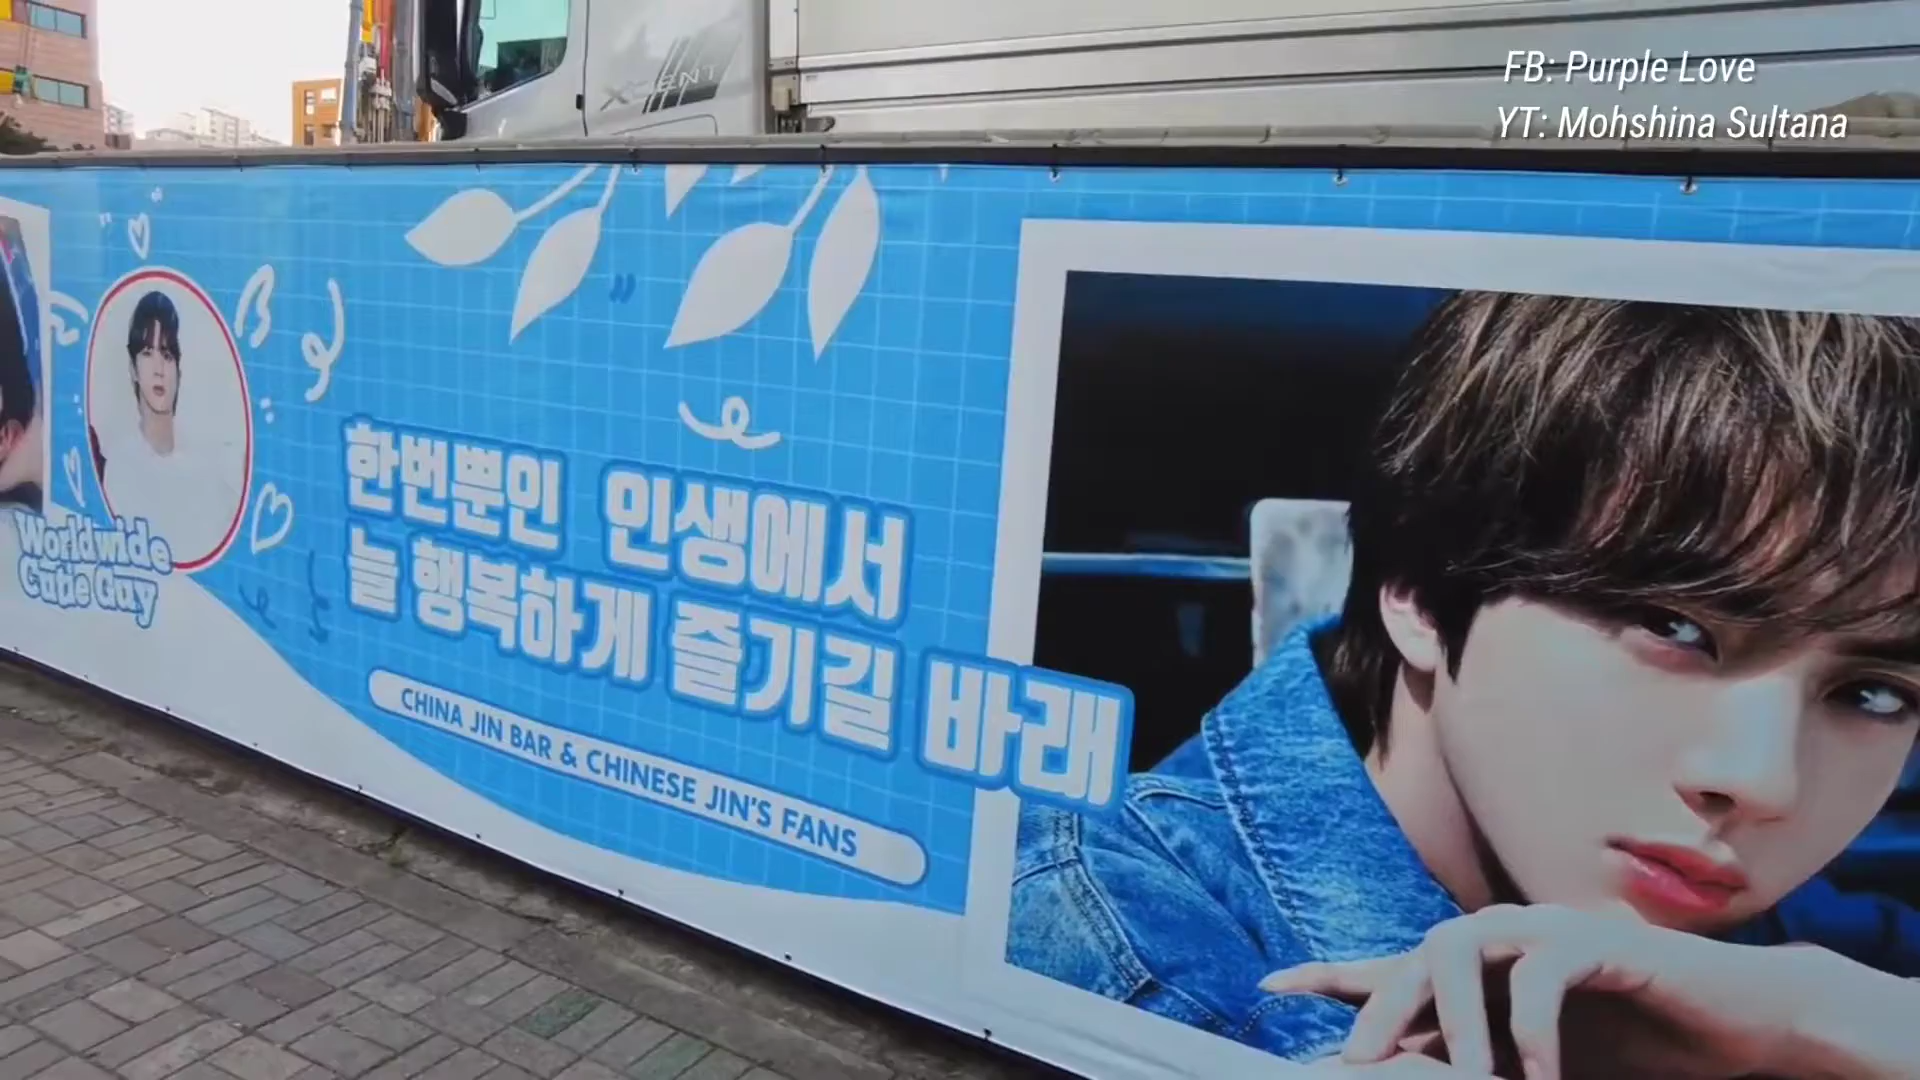 FB: Purple Love
YT: Mohshina Sultana
XCIENT
Worldwide
Cutie Guy
한번뿐인 인생에서
늘 행복하게 즐기길 바래
CHINA JIN BAR & CHINESE JIN'S FANS